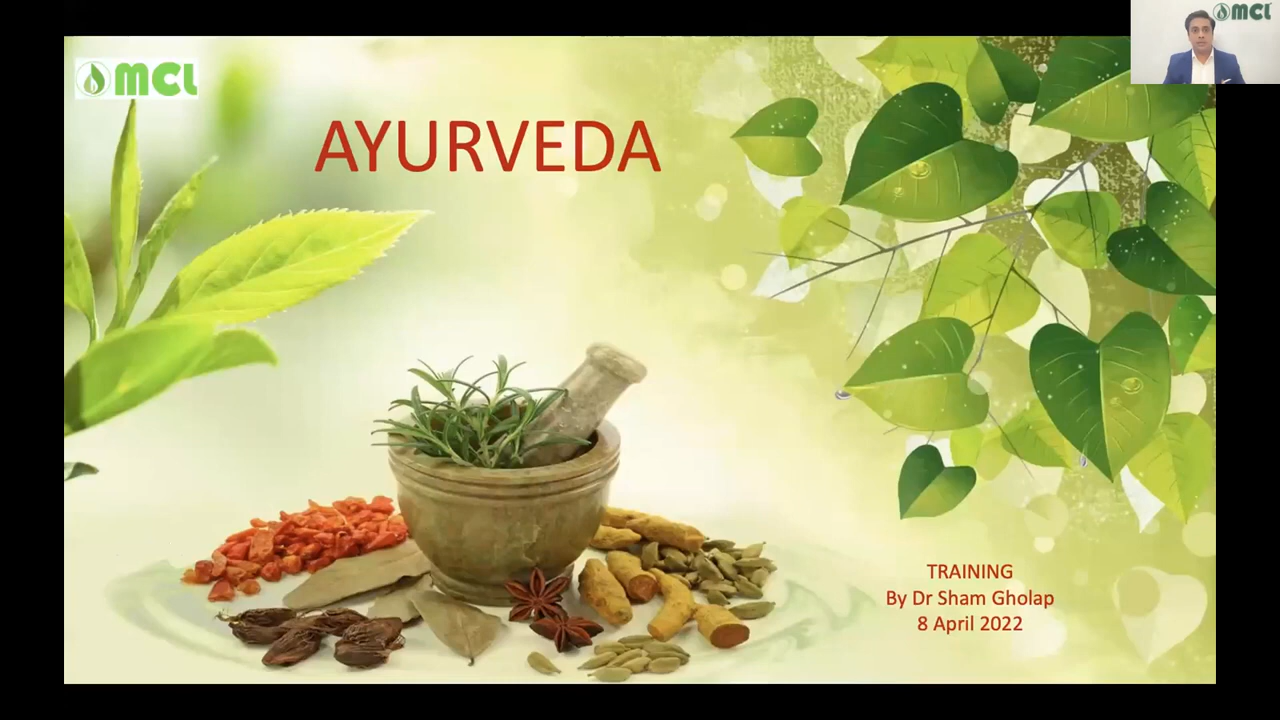 MCL
MCL
AYURVEDA
TRAINING
By Dr Sham Gholap
8 April 2022